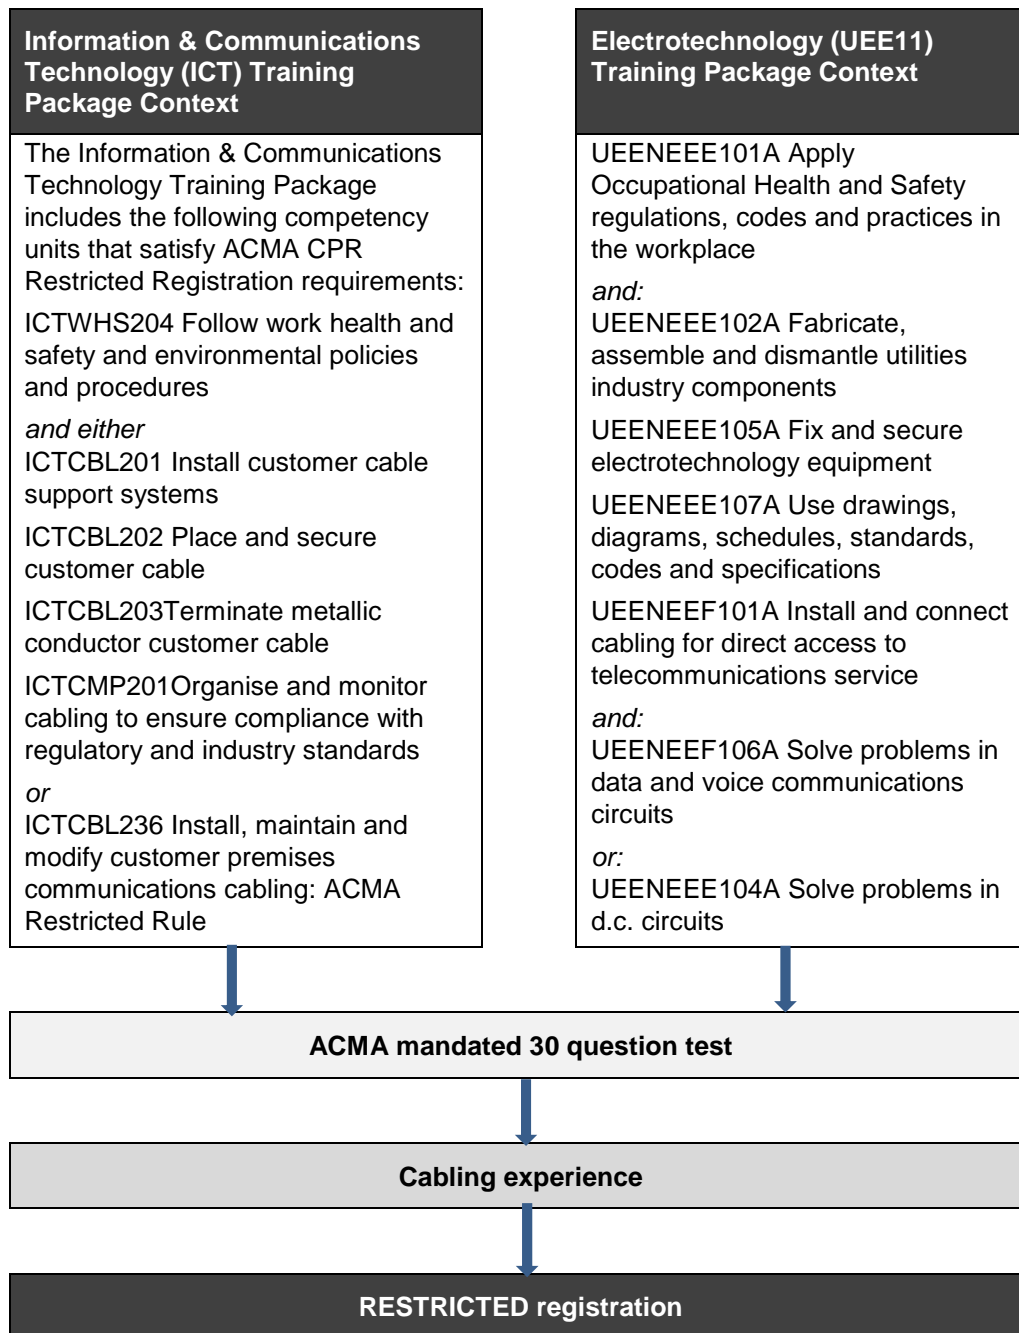 Information & Communications
Technology (ICT) Training
Package Context
The Information & Communications
Technology Training Package
includes the following competency
units that satisfy ACMA CPR
Restricted Registration requirements:
ICTWHS204 Follow work health and
safety and environmental policies
and procedures
and either
ICTCBL201 Install customer cable
support systems
ICTCBL202 Place and secure
customer cable
ICTCBL203Terminate metallic
conductor customer cable
ICTCMP201Organise and monitor
cabling to ensure compliance with
regulatory and industry standards
or
ICTCBL236 Install, maintain and
modify customer premises
communications cabling: ACMA
Restricted Rule
Electrotechnology (UEE11)
Training Package Context
UEENEEE101A Apply
Occupational Health and Safety
regulations, codes and practices in
the workplace
and:
UEENEEE102A Fabricate,
assemble and dismantle utilities
industry components
UEENEEE105A Fix and secure
electrotechnology equipment
UEENEEE107A Use drawings,
diagrams, schedules, standards,
codes and specifications
UEENEEF101A Install and connect
cabling for direct access to
telecommunications service
and:
UEENEEF106A Solve problems in
data and voice communications
circuits
or:
UEENEEE104A Solve problems in
d.c. circuits
ACMA mandated 30 question test
Cabling experience
RESTRICTED registration